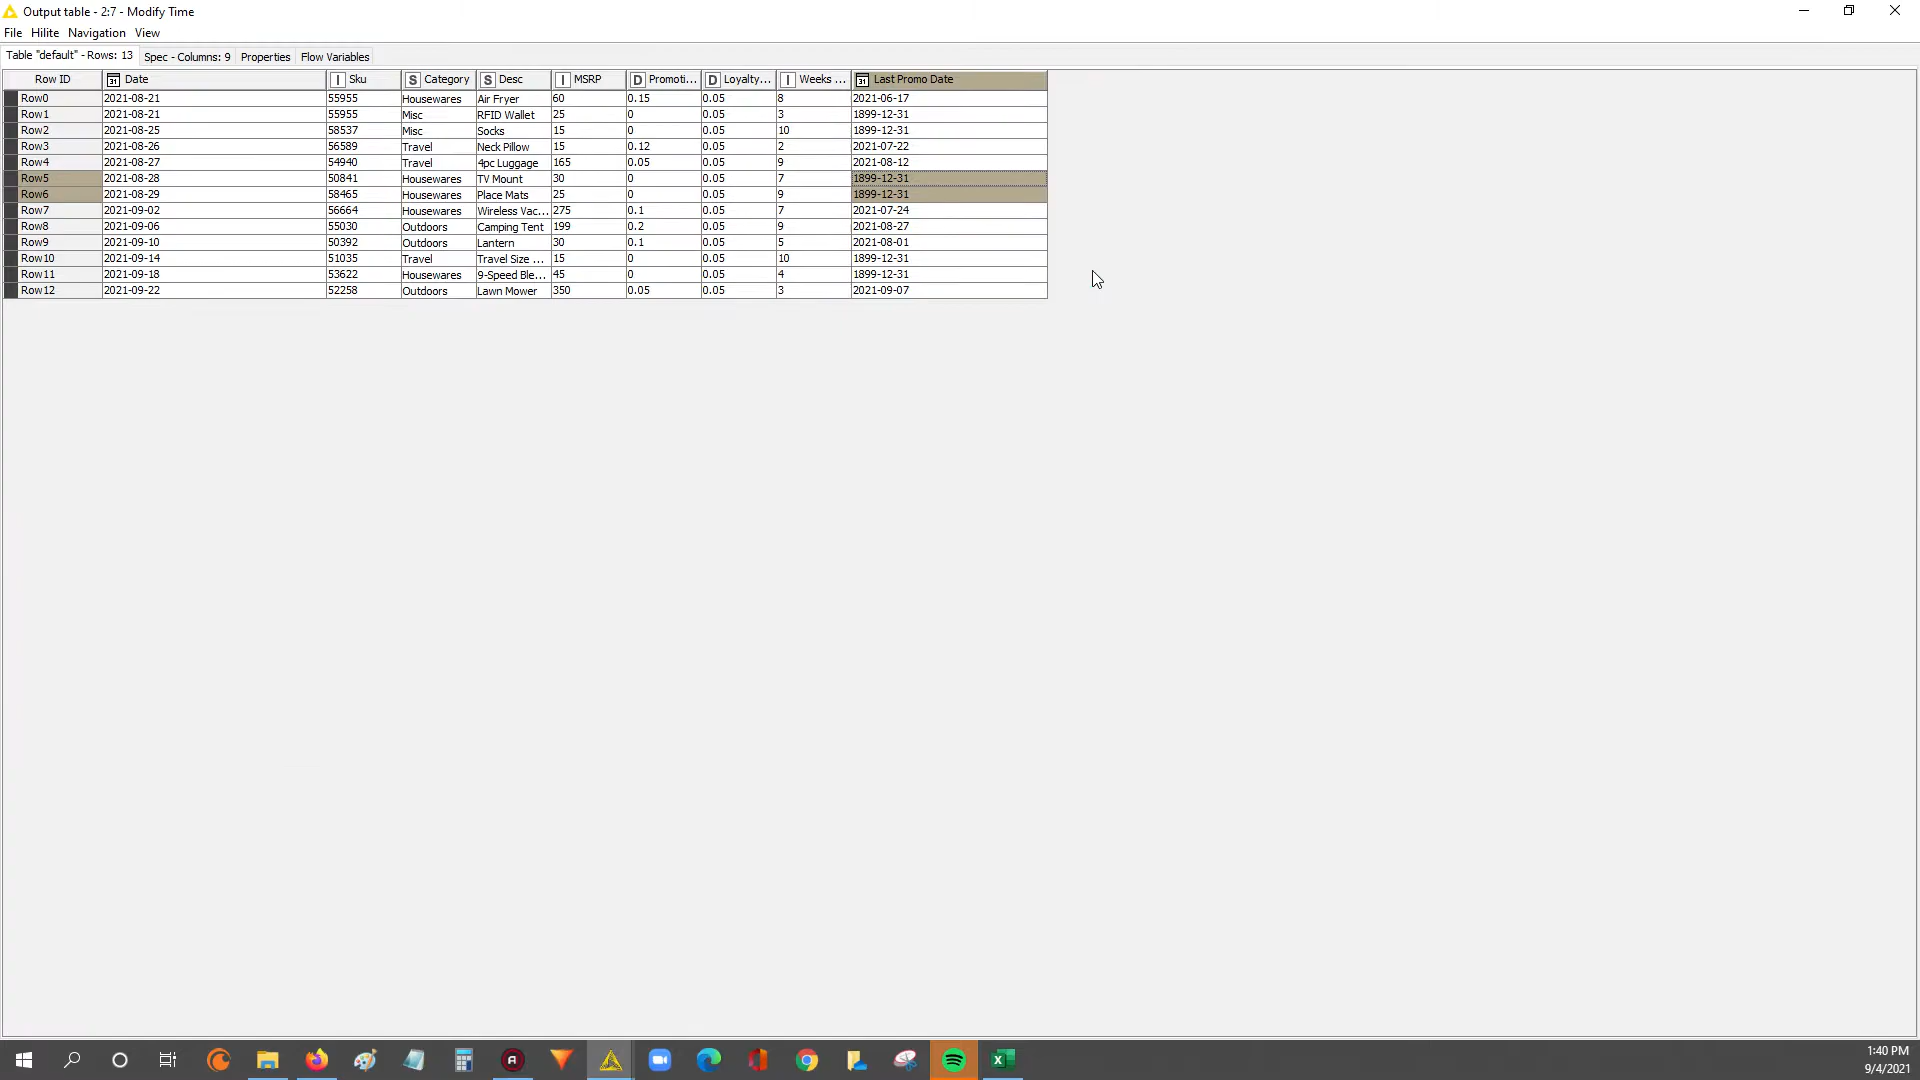 Output table - 2:7 - Modify Time
File Hilite Navigation View
Table "default" - Rows: 13 Spec - Columns: 9 Properties Flow Variables
Row ID Date Sku Category Desc MSRP Promoti... Loyalty... Weeks ... Last Promo Date
Row0 2021-08-21 55955 Housewares Air Fryer 60 0.15 0.05 8 2021-06-17
Row1 2021-08-21 55955 Misc RFID Wallet 25 0 0.05 3 1899-12-31
Row2 2021-08-25 58537 Misc Socks 15 0 0.05 10 1899-12-31
Row3 2021-08-26 56589 Travel Neck Pillow 15 0.12 0.05 2 2021-07-22
Row4 2021-08-27 54940 Travel 4pc Luggage 165 0.05 0.05 9 2021-08-12
Row5 2021-08-28 50841 Housewares TV Mount 30 0 0.05 7 1899-12-31
Row6 2021-08-29 58465 Housewares Place Mats 25 0 0.05 9 1899-12-31
Row7 2021-09-02 56664 Housewares Wireless Vac... 275 0.1 0.05 7 2021-07-24
Row8 2021-09-06 55030 Outdoors Camping Tent 199 0.2 0.05 9 2021-08-27
Row9 2021-09-10 50392 Outdoors Lantern 30 0.1 0.05 5 2021-08-01
Row10 2021-09-14 51035 Travel Travel Size ... 15 0 0.05 10 1899-12-31
Row11 2021-09-18 53622 Housewares 9-Speed Ble... 45 0 0.05 4 1899-12-31
Row12 2021-09-22 52258 Outdoors Lawn Mower 350 0.05 0.05 3 2021-09-07
1:40 PM
9/4/2021